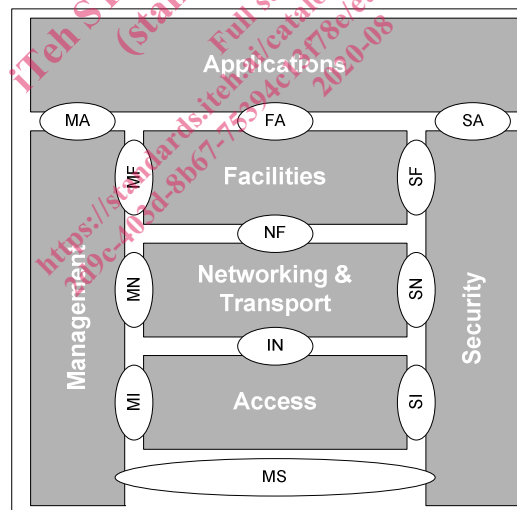 Applications
MA
FA
SA
MF
Facilities
SF
NF
Management
MN
Networking &
Transport
SN
Security
IN
MI
Access
SI
MS
iTeh S
(stan
Full s
https://standards.iteh.ai/catalo
2020-08